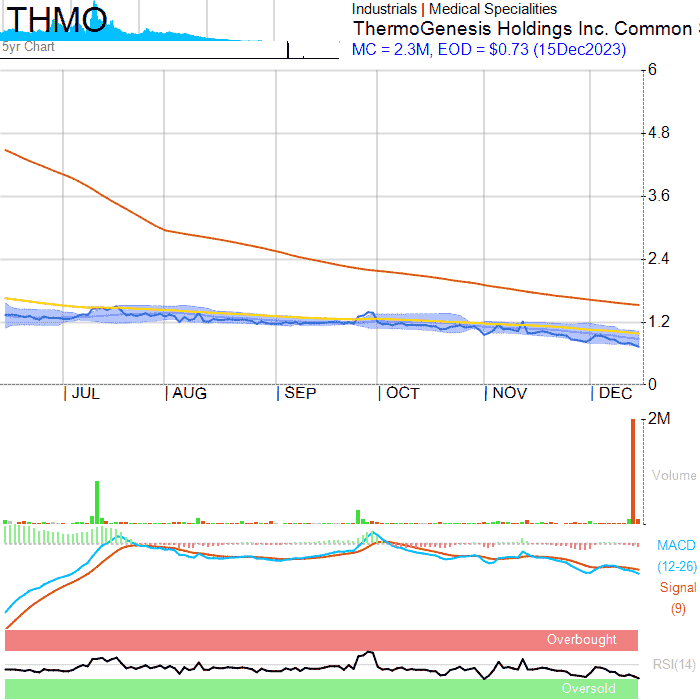 THMO
5yr Chart
Industrials | Medical Specialities
ThermoGenesis Holdings Inc. Common
MC = 2.3M, EOD = $0.73 (15Dec2023)
6
4.8
3.6
2.4
1.2
0
JUL AUG SEP OCT NOV DEC
2M
Volume
MACD
(12-26)
Signal
(9)
Overbought
RSI(14)
Oversold